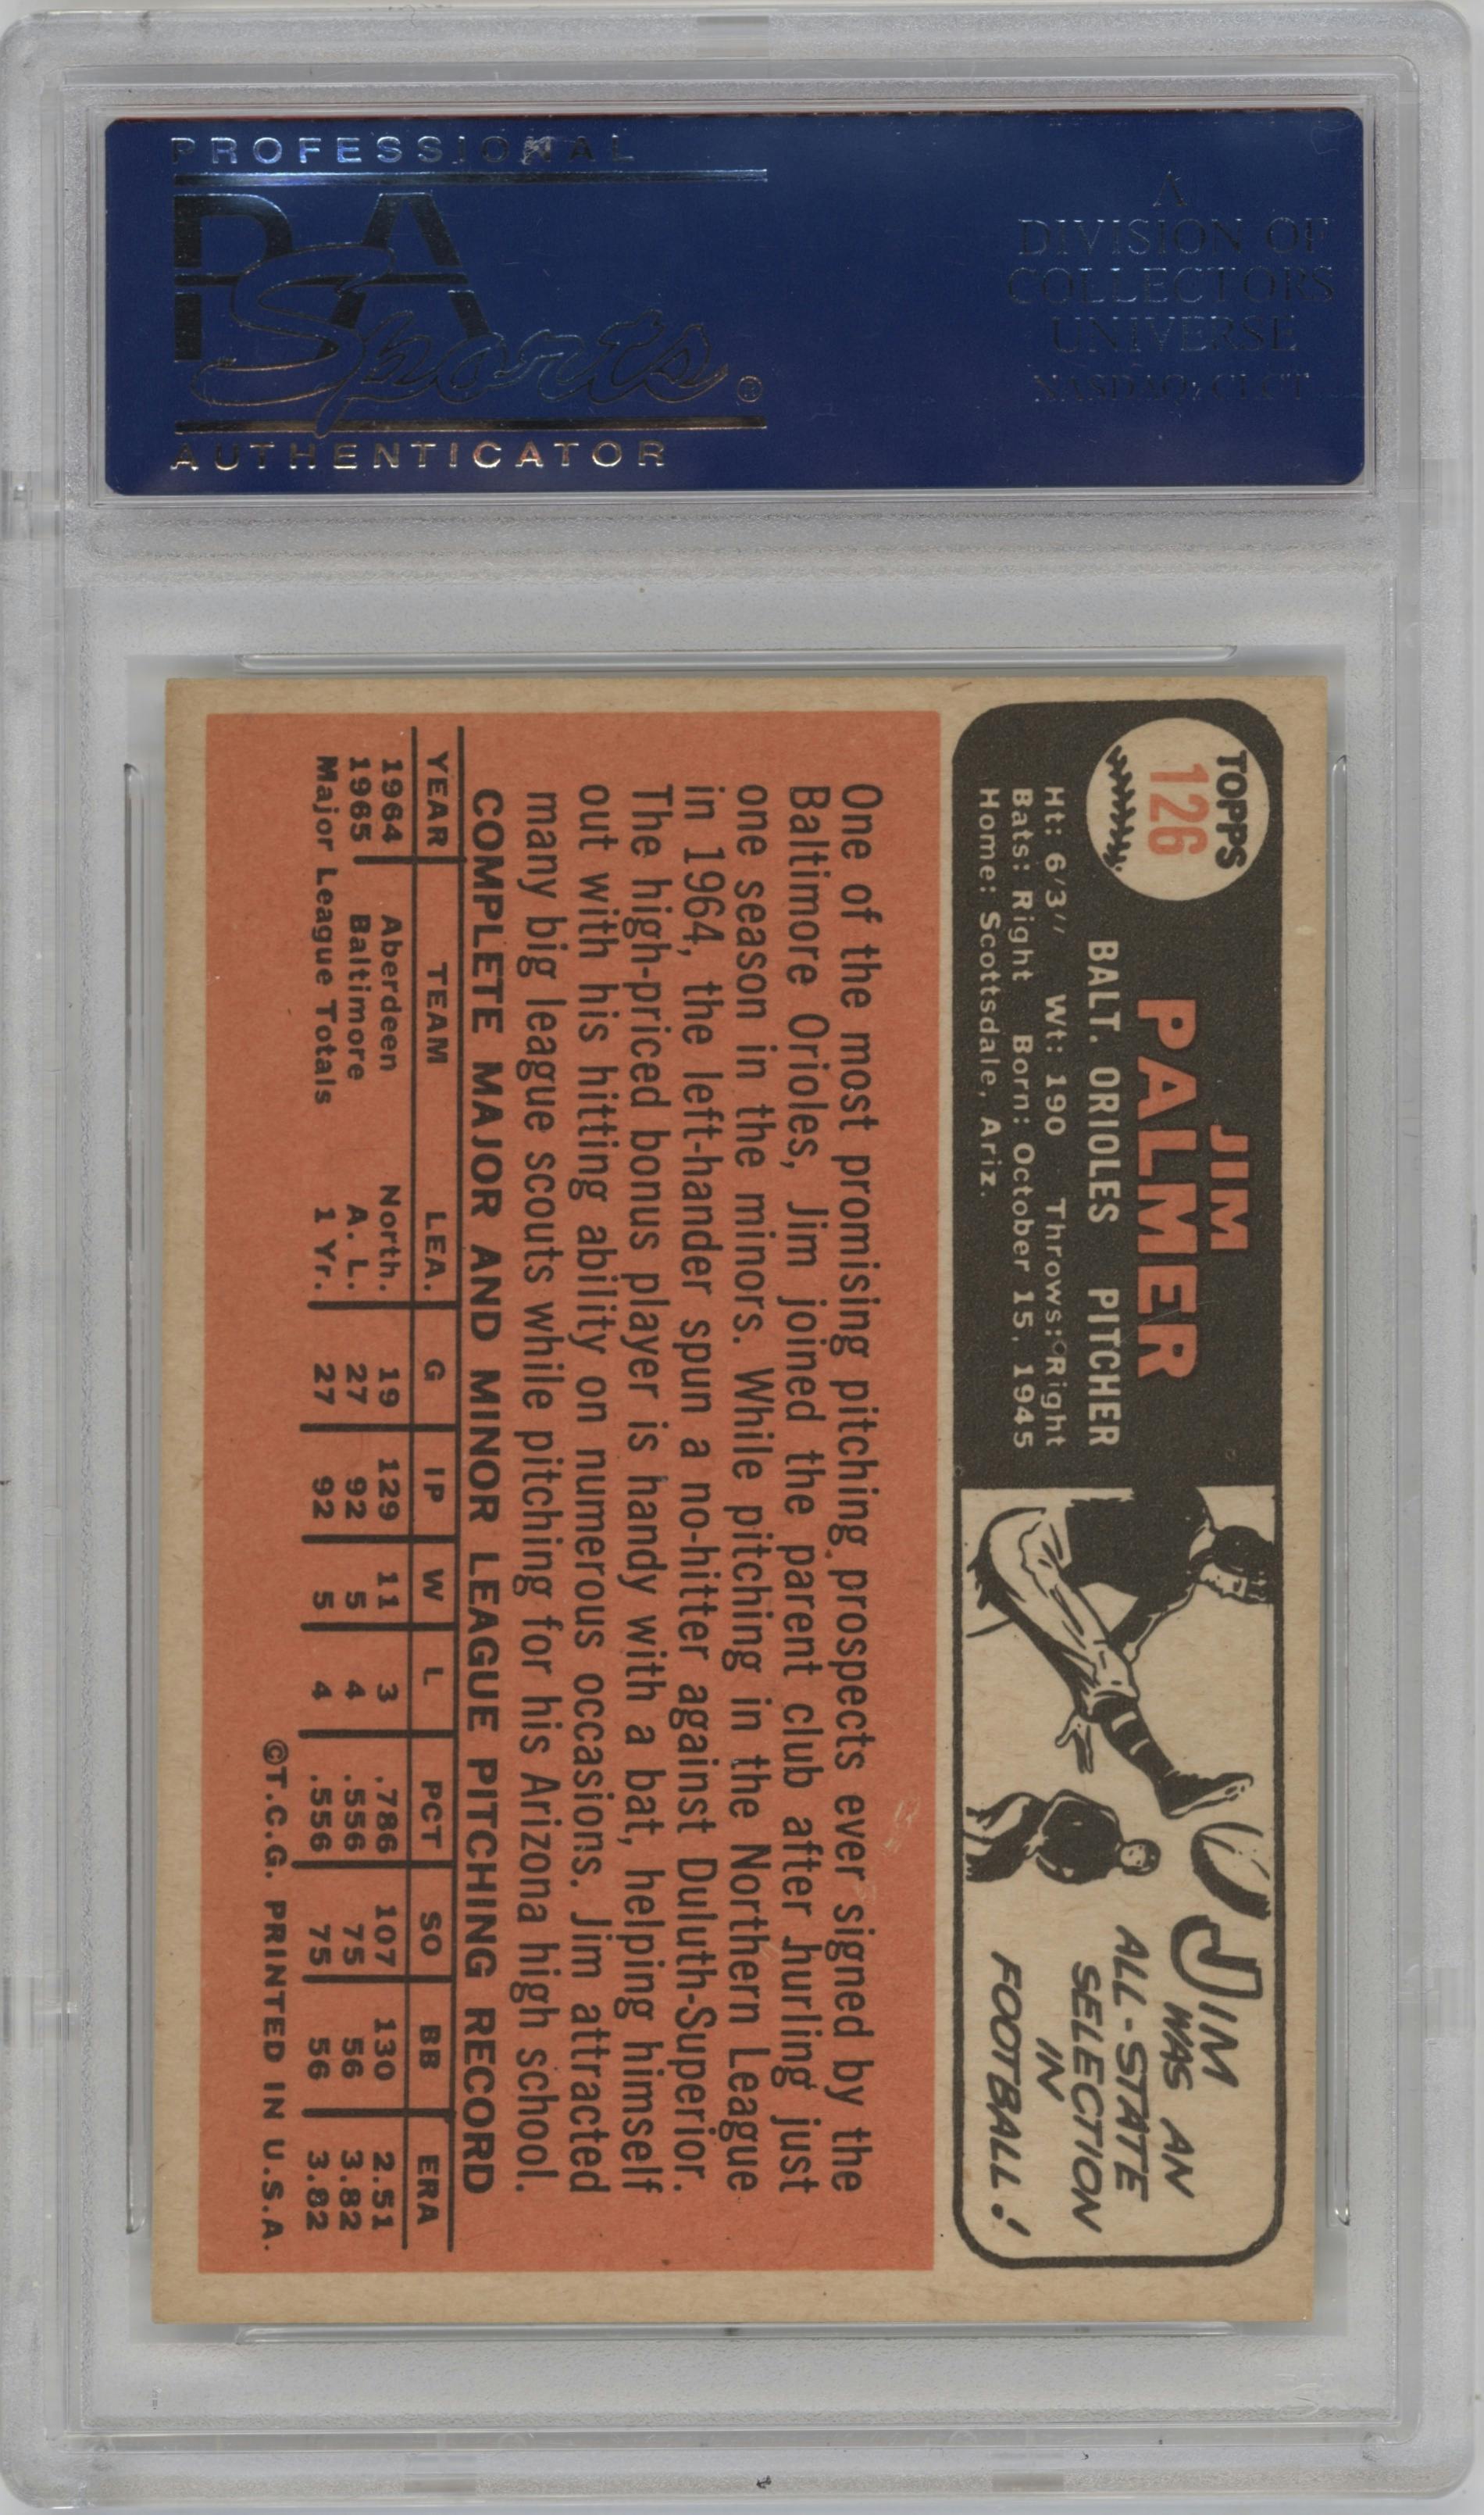 PROFESSIONAL
PSA
Sports®
AUTHENTICATOR
A
DIVISION OF
COLLECTORS
UNIVERSE
NASDAQ: CLCT
TOPPS
126
JIM
PALMER
BALT. ORIOLES PITCHER
Ht: 6'3'' Wt: 190 Throws: Right
Bats: Right Born: October 15, 1945
Home: Scottsdale, Ariz.
JIM
WAS AN
ALL-STATE
SELECTION
IN
FOOTBALL!
One of the most promising pitching prospects ever signed by the
Baltimore Orioles, Jim joined the parent club after hurling just
one season in the minors. While pitching in the Northern League
in 1964, the left-hander spun a no-hitter against Duluth-Superior.
The high-priced bonus player is handy with a bat, helping himself
out with his hitting ability on numerous occasions. Jim attracted
many big league scouts while pitching for his Arizona high school.
COMPLETE MAJOR AND MINOR LEAGUE PITCHING RECORD
YEAR TEAM LEA. G IP W L PCT SO BB ERA
1964 Aberdeen North. 19 129 11 3 .786 107 130 2.51
1965 Baltimore A. L. 27 92 5 4 .556 75 56 3.82
Major League Totals 1 Yr. 27 92 5 4 .556 75 56 3.82
©T.C.G. PRINTED IN U.S.A.